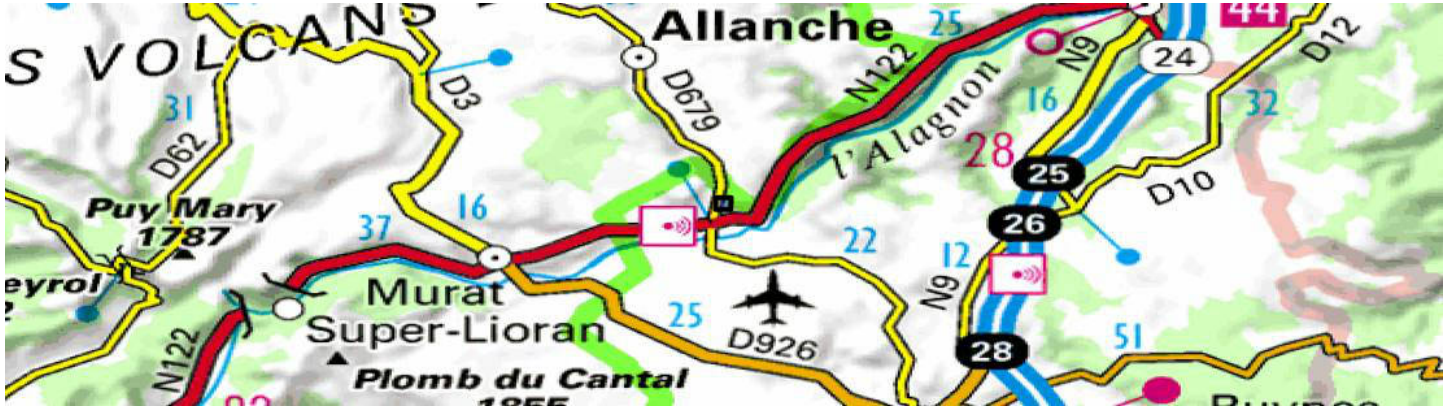 S VOLCANS
Allanche
25
N122
N9
44
24
D12
31
D3
D679
16
l'Alagnon
32
28
25
D62
D10
Puy Mary
1787
16
37
26
22
12
eyrol
Murat
Super-Lioran
N9
25
D926
28
51
N122
Plomb du Cantal
1855